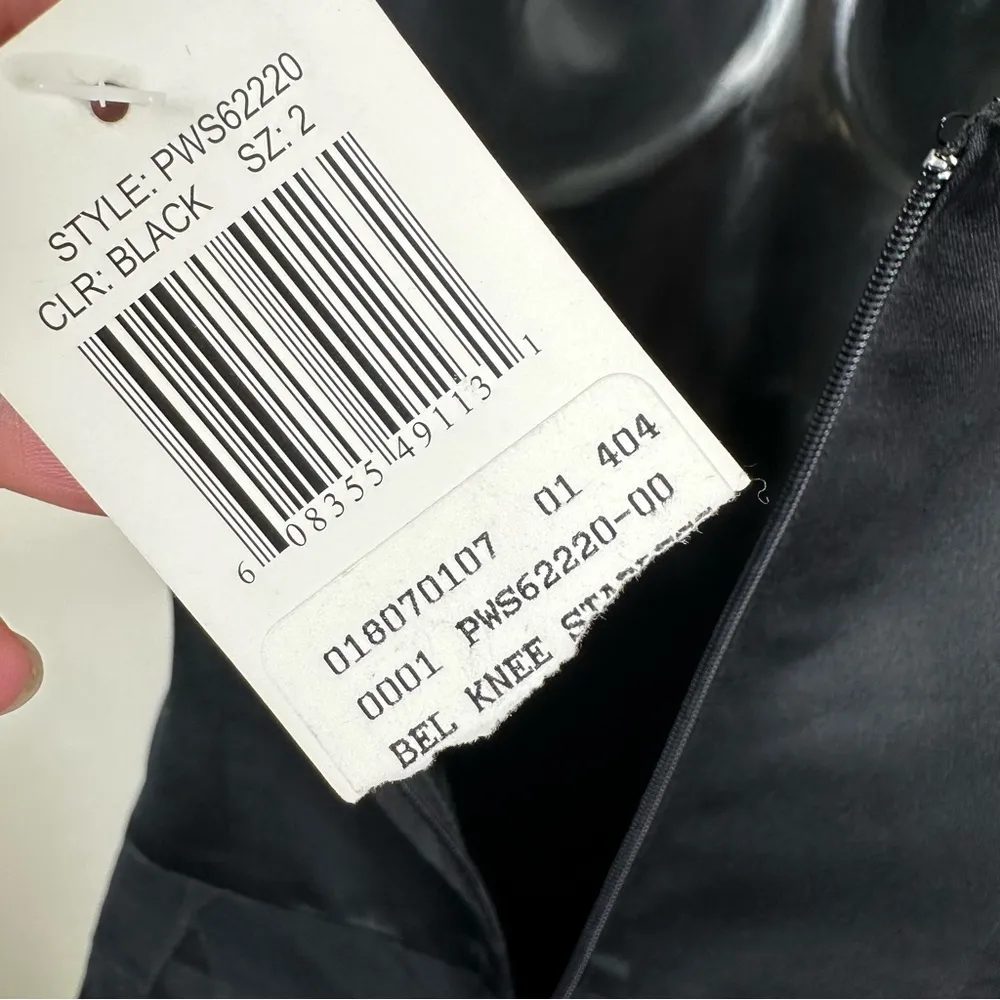 STYLE: PWS62220
CLR: BLACK SZ: 2
6 08355 49113 1
018070107 01 404
0001 PWS62220-00
BEL KNEE